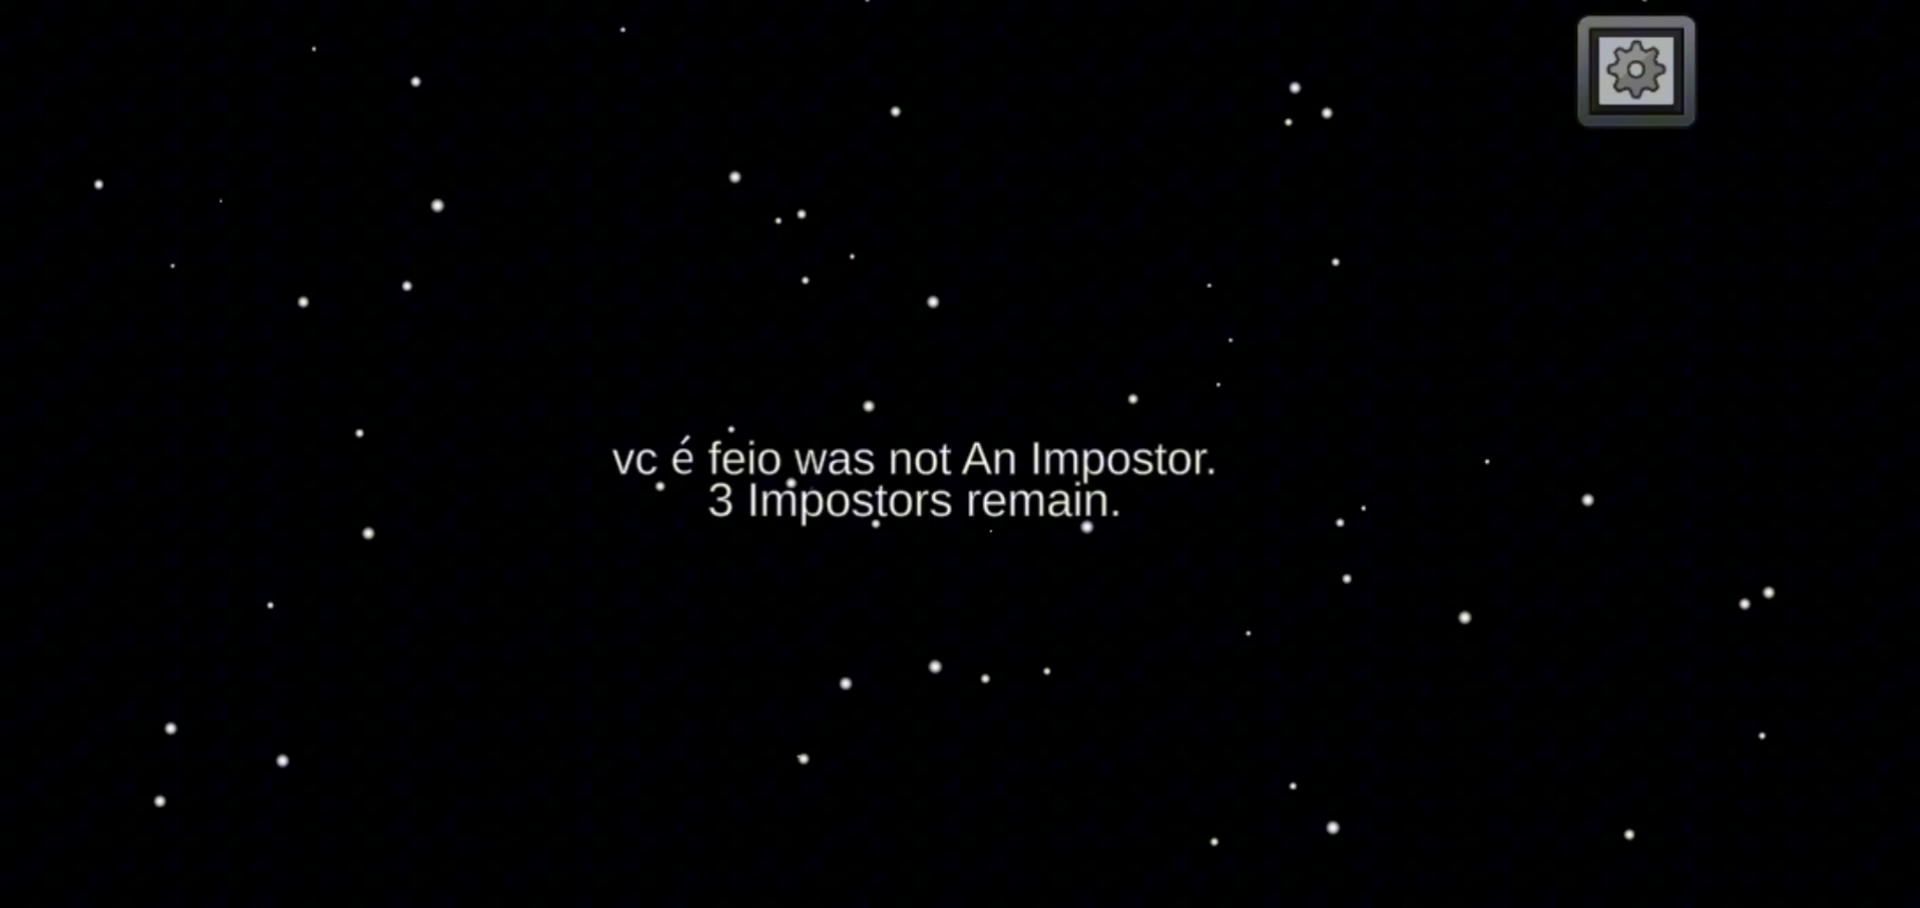 vc é feio was not An Impostor.
3 Impostors remain.